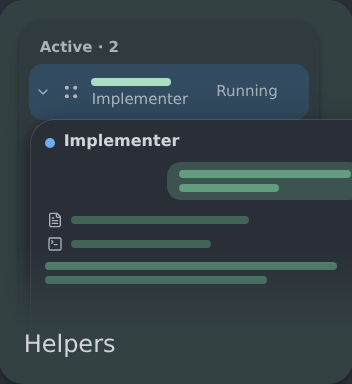 Active · 2
Implementer
Running
Implementer
Helpers